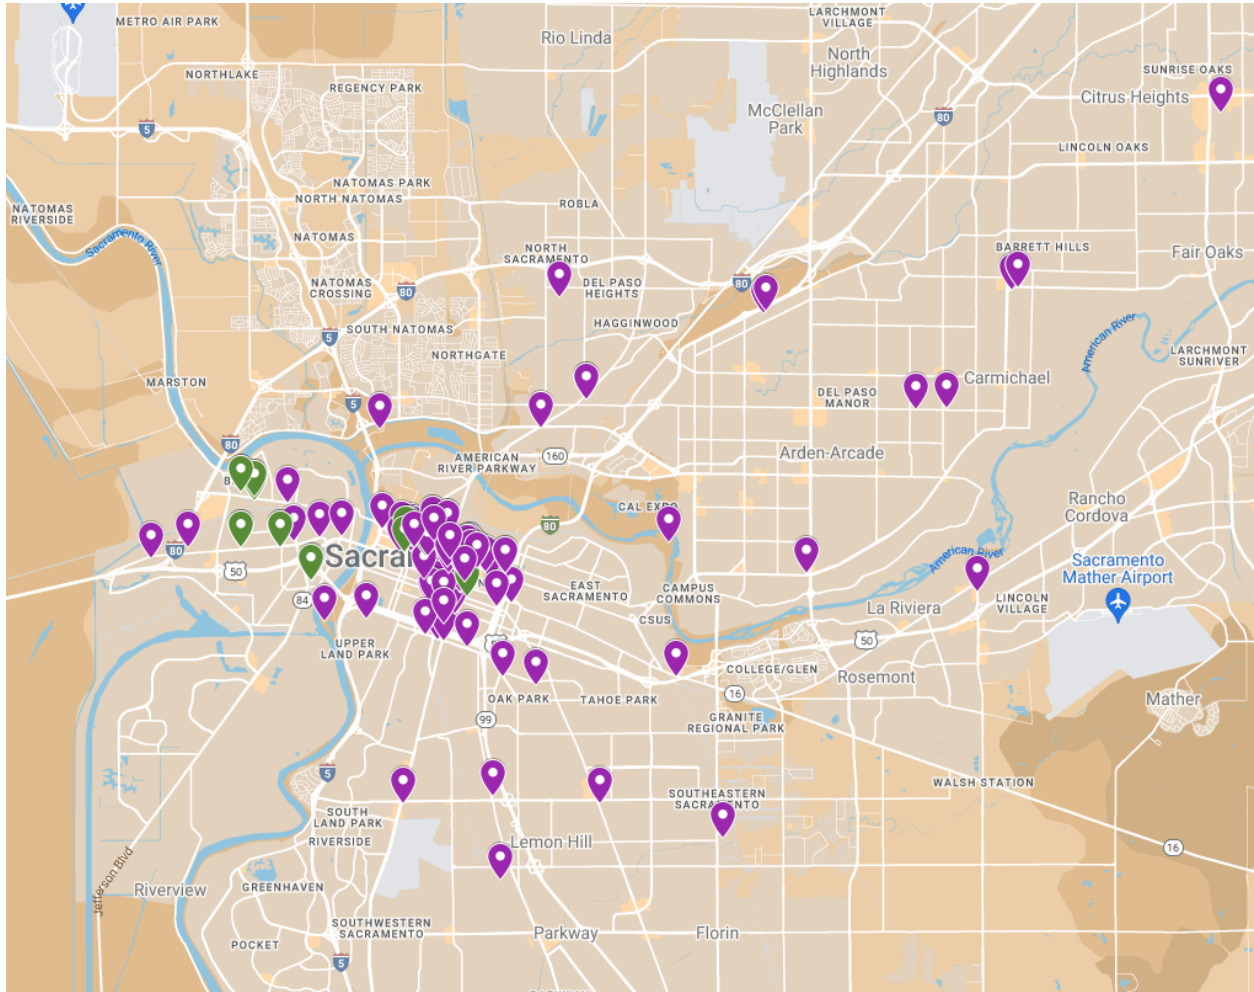 METRO AIR PARK
LARCHMONT
VILLAGE
Rio Linda
North
Highlands
SUNRISE OAKS
NORTHLAKE
REGENCY PARK
Citrus Heights
McClellan
Park
80
5
LINCOLN OAKS
NATOMAS PARK
NORTH NATOMAS
NATOMAS
RIVERSIDE
ROBLA
Sacramento River
NATOMAS
NORTH
SACRAMENTO
BARRETT HILLS
Fair Oaks
NATOMAS
CROSSING
80
DEL PASO
HEIGHTS
80
HAGGINWOOD
SOUTH NATOMAS
5
American River
NORTHGATE
LARCHMONT
SUNRIVER
MARSTON
Carmichael
DEL PASO
MANOR
5
80
Arden-Arcade
160
AMERICAN
RIVER PARKWAY
Rancho
Cordova
CAL EXPO
80
80
50
American River
Sacramento
Mather Airport
EAST
SACRAMENTO
CAMPUS
COMMONS
84
LINCOLN
VILLAGE
La Riviera
CSUS
50
UPPER
LAND PARK
COLLEGE/GLEN
Rosemont
OAK PARK
TAHOE PARK
16
Mather
99
GRANITE
REGIONAL PARK
5
WALSH STATION
SOUTHEASTERN
SACRAMENTO
SOUTH
LAND PARK
RIVERSIDE
Lemon Hill
16
Jefferson Blvd
Riverview
GREENHAVEN
SOUTHWESTERN
SACRAMENTO
Parkway
Florin
POCKET
5